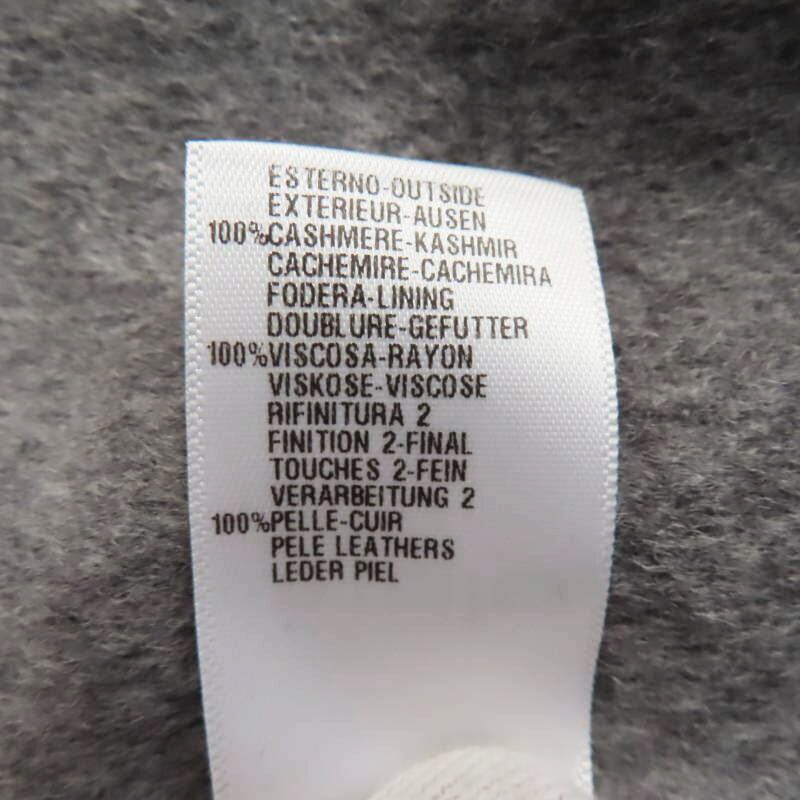 ESTERNO-OUTSIDE
EXTERIEUR-AUSEN
100%CASHMERE-KASHMIR
CACHEMIRE-CACHEMIRA
FODERA-LINING
DOUBLURE-GEFUTTER
100%VISCOSA-RAYON
VISKOSE-VISCOSE
RIFINITURA 2
FINITION 2-FINAL
TOUCHES 2-FEIN
VERARBEITUNG 2
100%PELLE-CUIR
PELE LEATHERS
LEDER PIEL